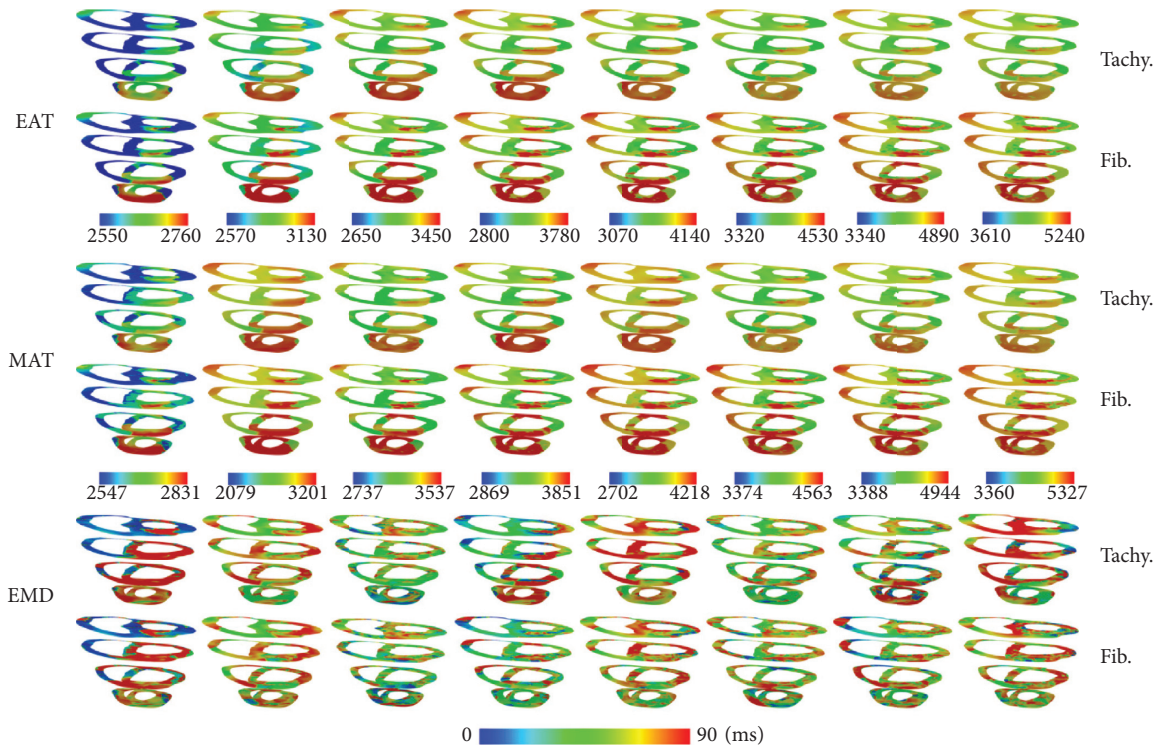 Tachy.
EAT
Fib.
2550 2760 2570 3130 2650 3450 2800 3780 3070 4140 3320 4530 3340 4890 3610 5240
Tachy.
MAT
Fib.
2547 2831 2079 3201 2737 3537 2869 3851 2702 4218 3374 4563 3388 4944 3360 5327
Tachy.
EMD
Fib.
0 90 (ms)